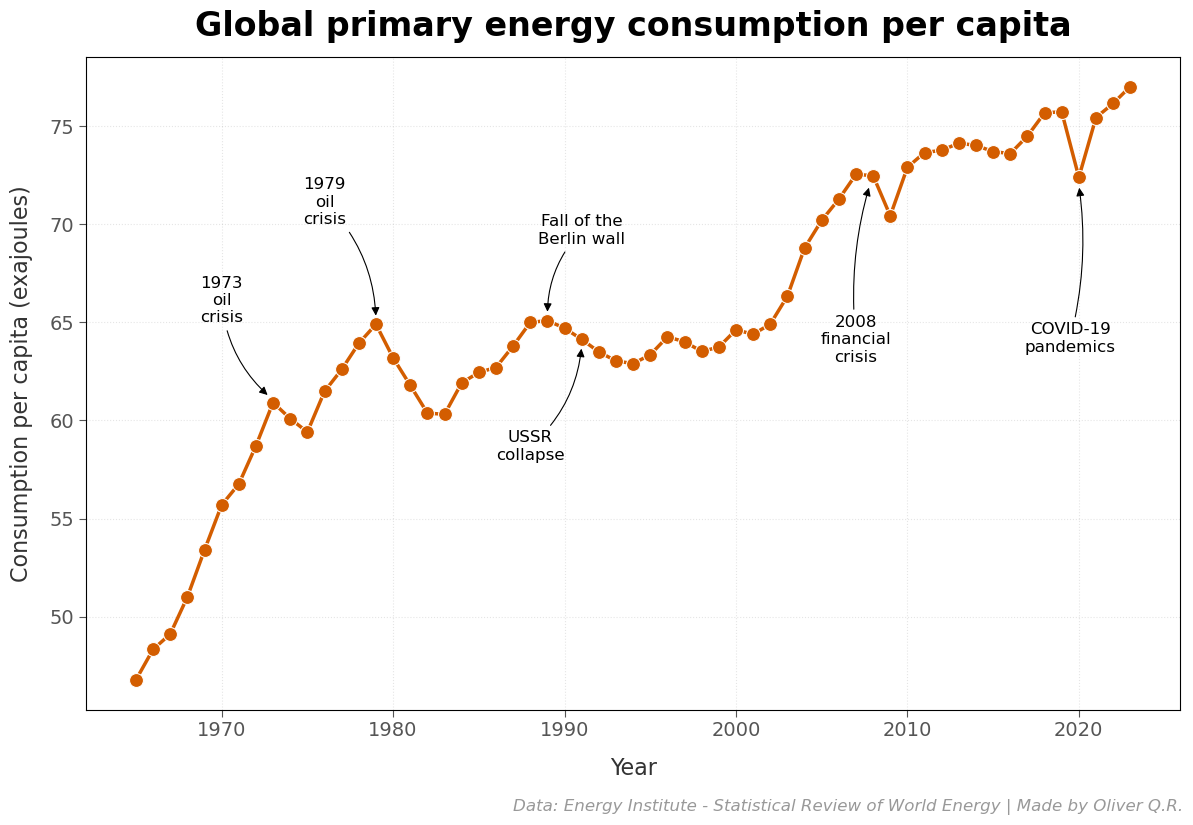 Global primary energy consumption per capita
Consumption per capita (exajoules)
75
70
65
60
55
50
1973
oil
crisis
1979
oil
crisis
Fall of the
Berlin wall
USSR
collapse
2008
financial
crisis
COVID-19
pandemics
1970
1980
1990
2000
2010
2020
Year
Data: Energy Institute - Statistical Review of World Energy | Made by Oliver Q.R.